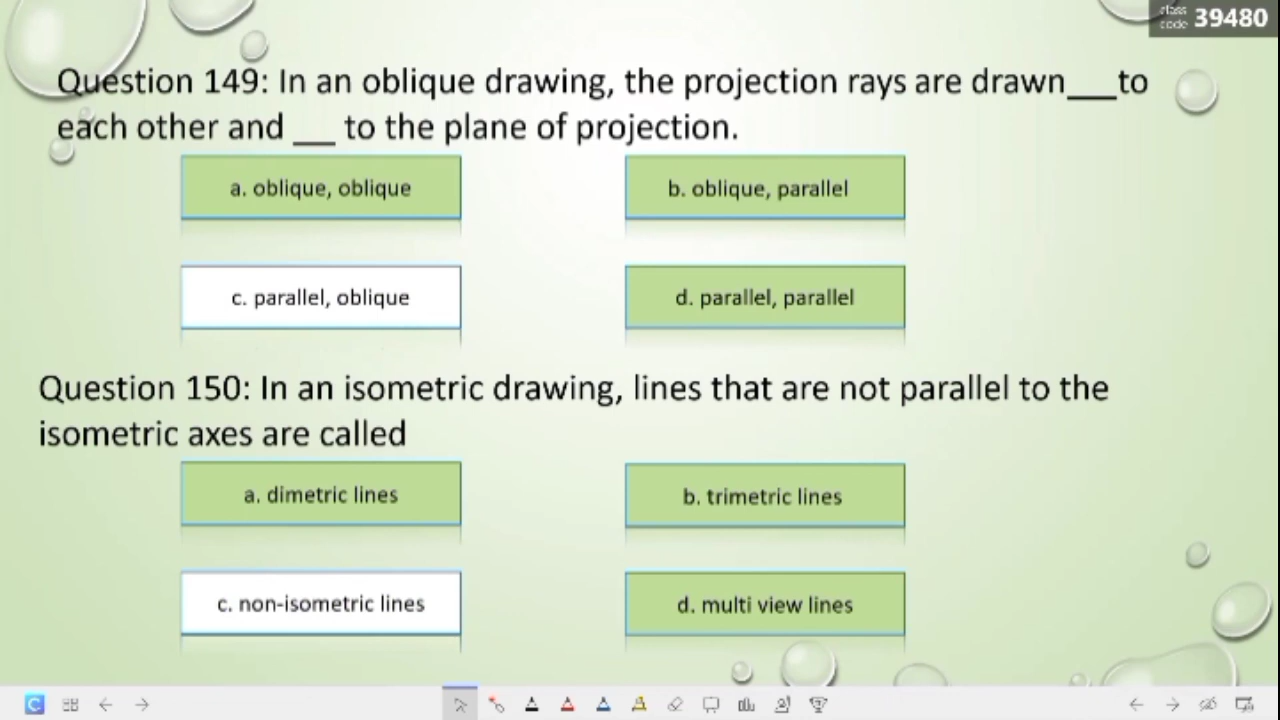 class code 39480
Question 149: In an oblique drawing, the projection rays are drawn___to
each other and __ to the plane of projection.
a. oblique, oblique
b. oblique, parallel
c. parallel, oblique
d. parallel, parallel
Question 150: In an isometric drawing, lines that are not parallel to the
isometric axes are called
a. dimetric lines
b. trimetric lines
c. non-isometric lines
d. multi view lines